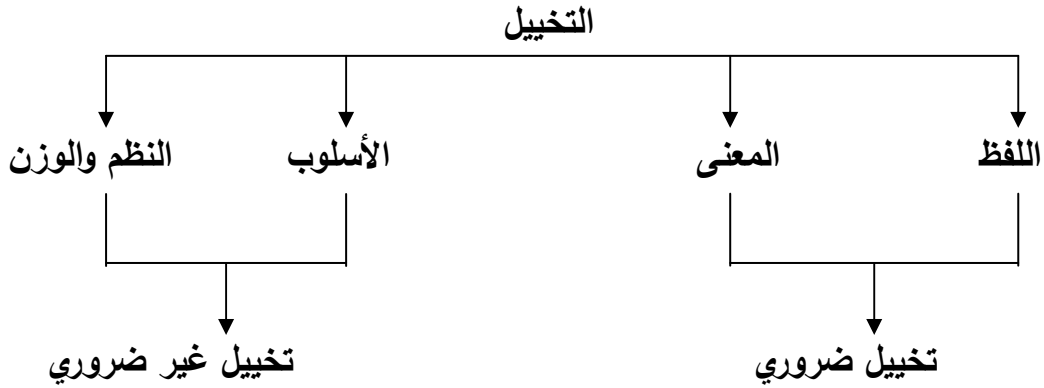 التخييل
اللفظ المعنى الأسلوب النظم والوزن
تخييل ضروري تخييل غير ضروري